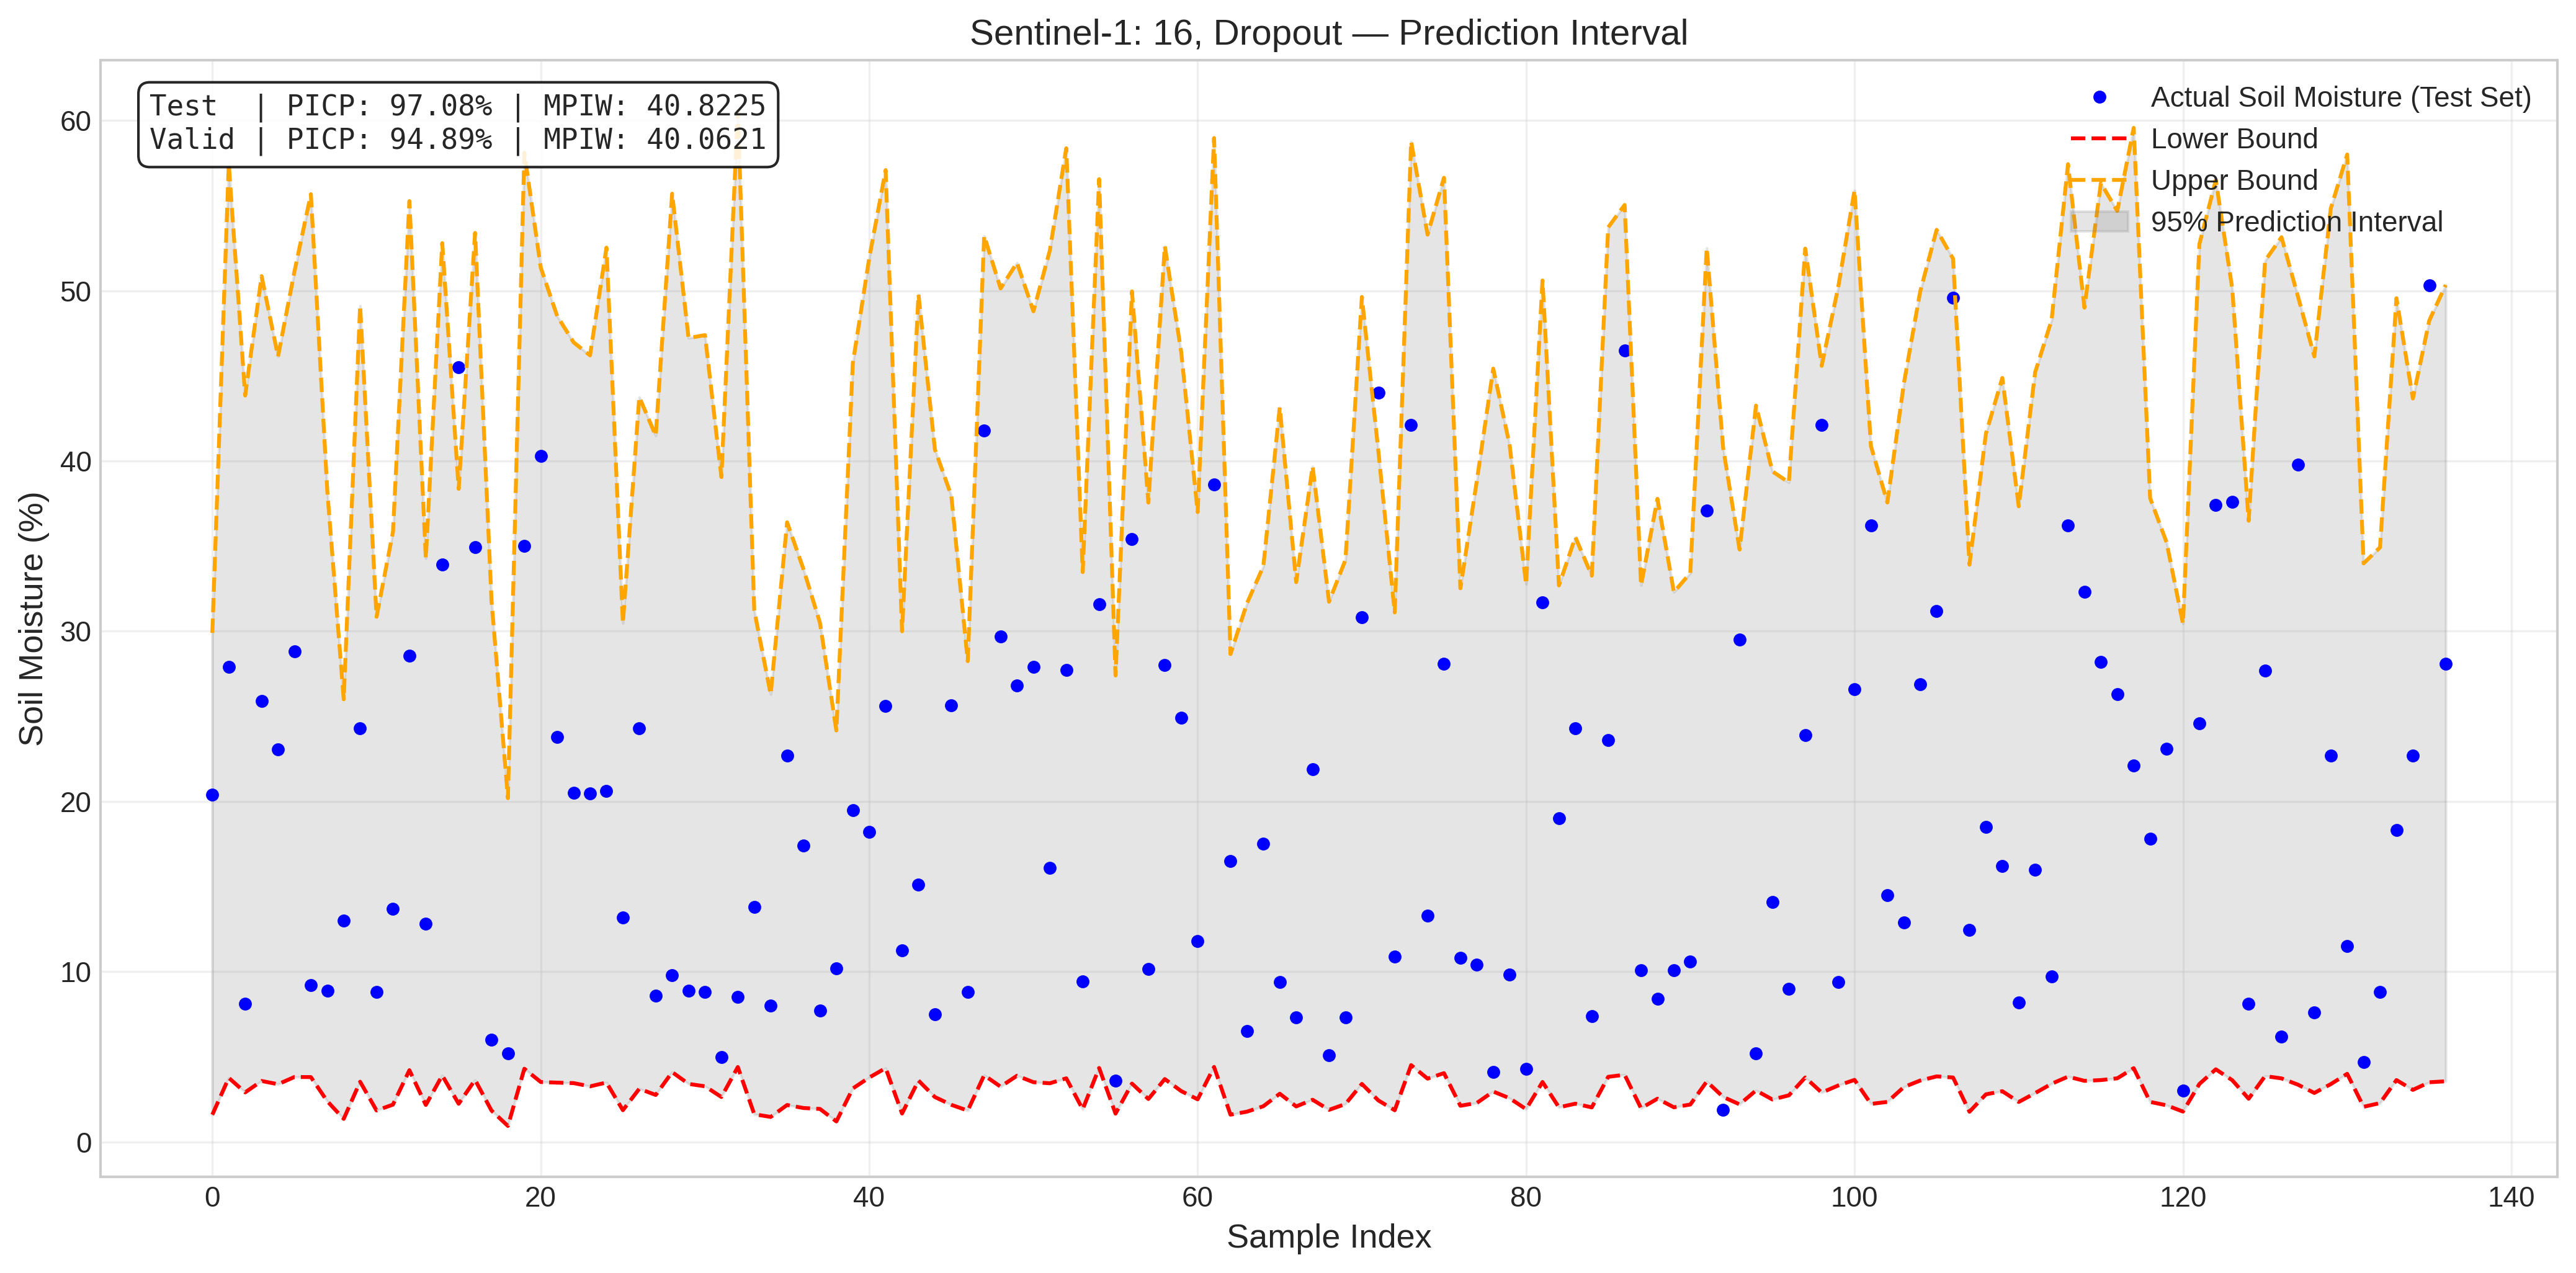 Sentinel-1: 16, Dropout — Prediction Interval
Test  | PICP: 97.08% | MPIW: 40.8225
Valid | PICP: 94.89% | MPIW: 40.0621
Actual Soil Moisture (Test Set)
Lower Bound
Upper Bound
95% Prediction Interval
Soil Moisture (%)
60
50
40
30
20
10
0
0 20 40 60 80 100 120 140
Sample Index